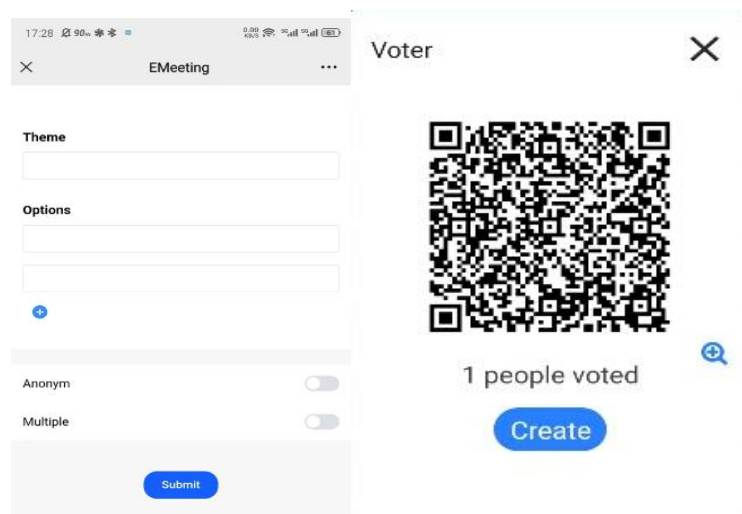 17:28
EMeeting
Theme
Options
Anonym
Multiple
Submit
Voter
1 people voted
Create